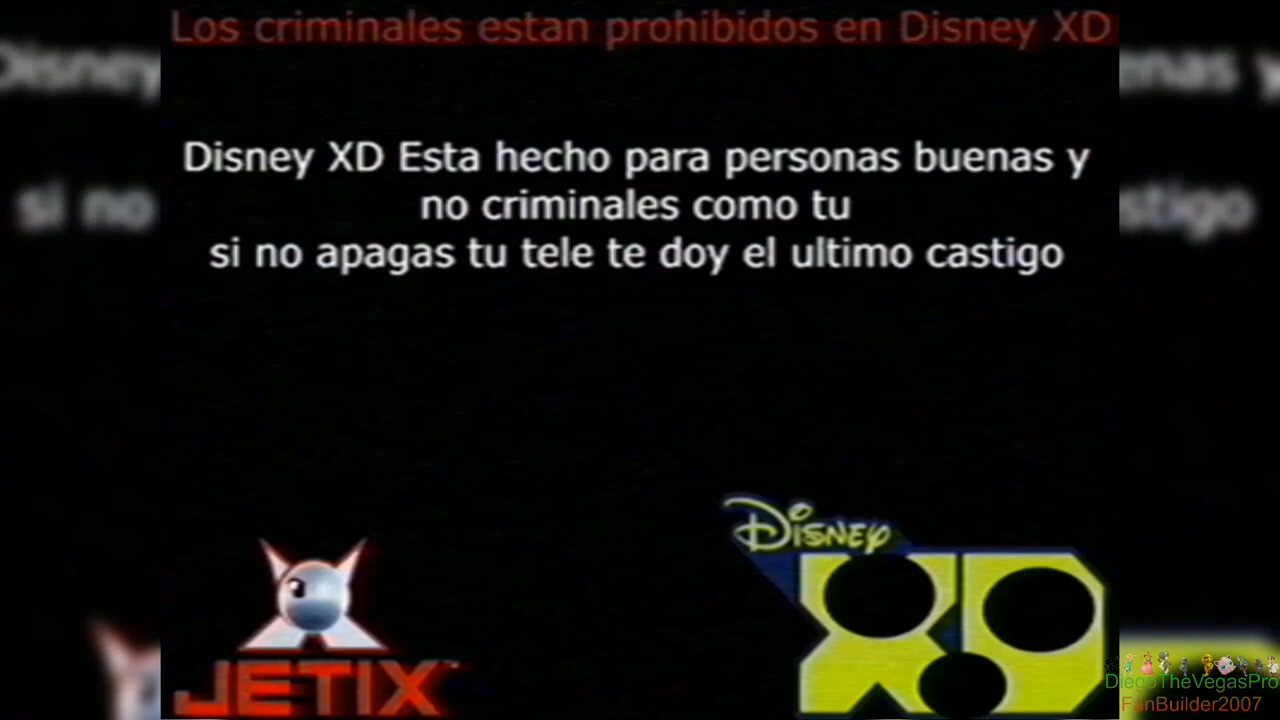 Los criminales estan prohibidos en Disney XD
Disney XD Esta hecho para personas buenas y
no criminales como tu
si no apagas tu tele te doy el ultimo castigo
DISNEY
XD
JETIX
DiegoTheVegasPro
FanBuilder2007